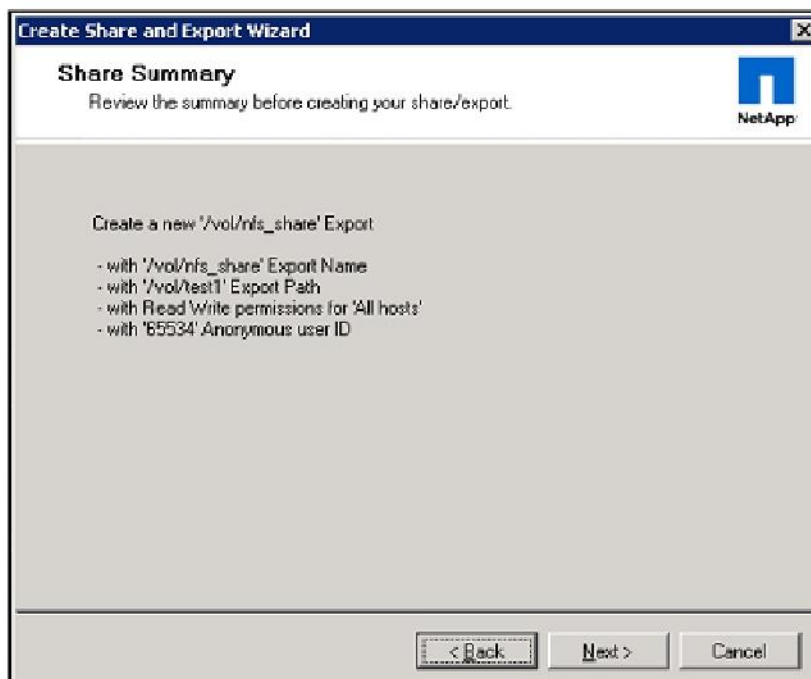 Create Share and Export Wizard
Share Summary
Review the summary before creating your share/export.
NetApp
Create a new '/vol/nfs_share' Export
- with '/vol/nfs_share' Export Name
- with '/vol/test1' Export Path
- with Read Write permissions for 'All hosts'
- with '65534' Anonymous user ID
< Back
Next >
Cancel